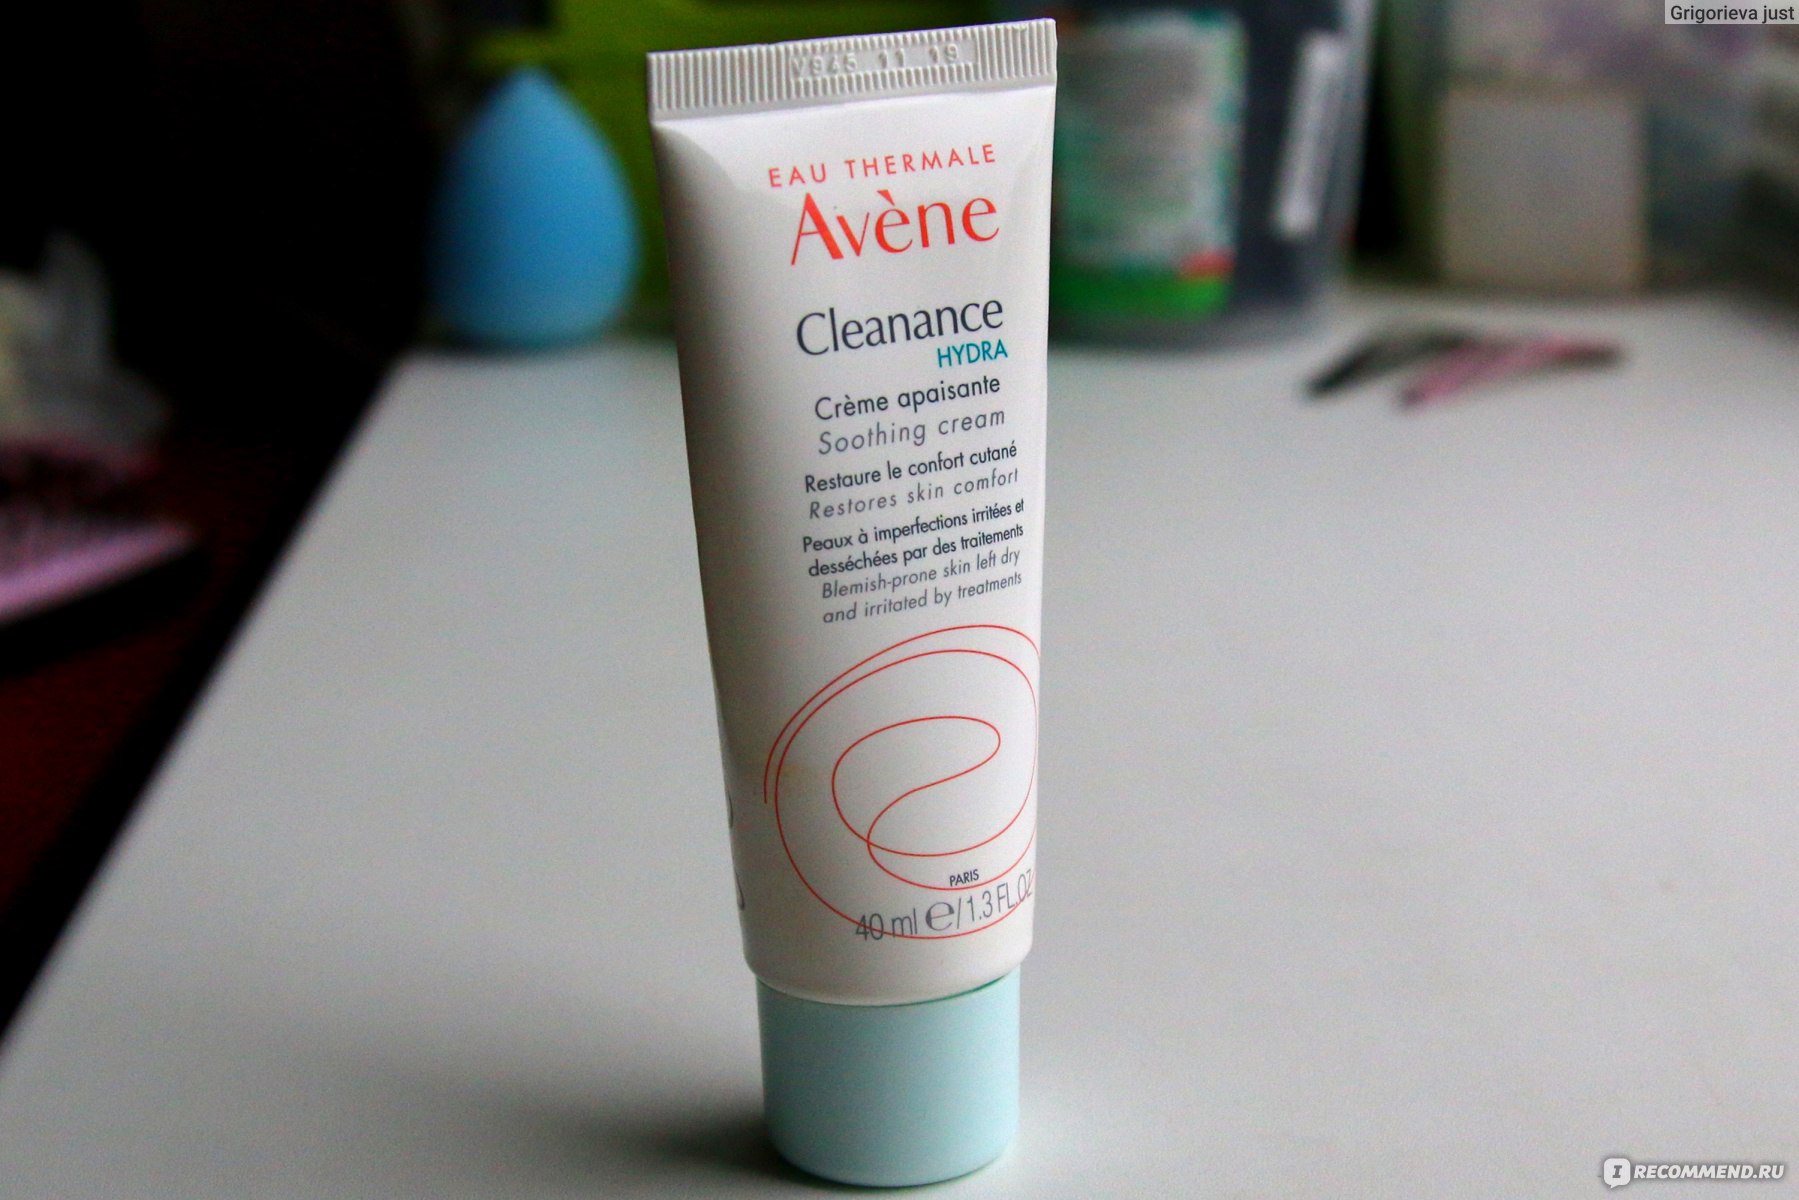 Grigorieva just
V945 11 19
EAU THERMALE
Avène
Cleanance
HYDRA
Crème apaisante
Soothing cream
Restaure le confort cutané
Restores skin comfort
Peaux à imperfections irritées et
desséchées par des traitements
Blemish-prone skin left dry
and irritated by treatments
PARIS
40 ml e/1.3 FL.OZ
IRECOMMEND.RU